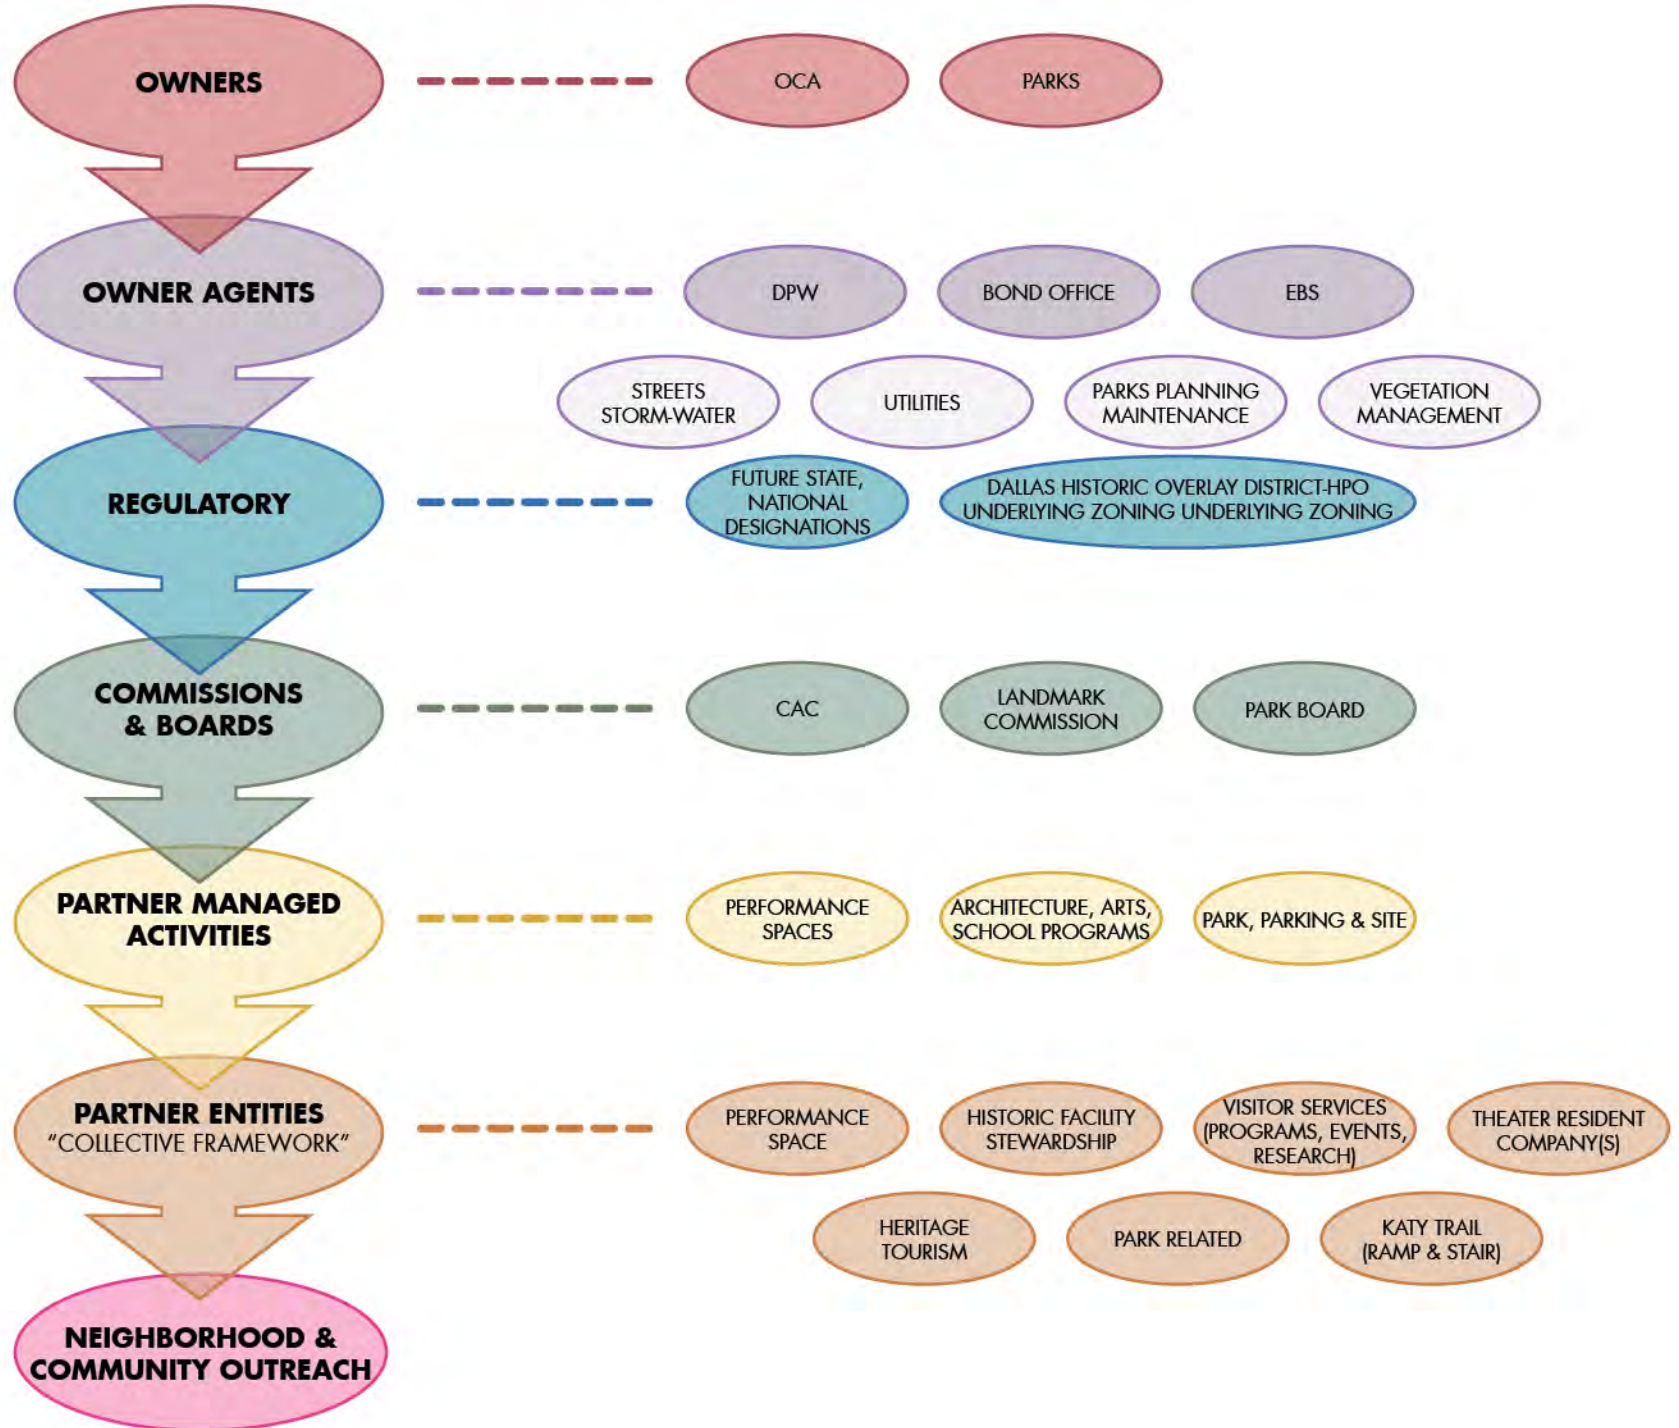 OWNERS
OCA
PARKS
OWNER AGENTS
DPW
BOND OFFICE
EBS
STREETS
STORM-WATER
UTILITIES
PARKS PLANNING
MAINTENANCE
VEGETATION
MANAGEMENT
REGULATORY
FUTURE STATE,
NATIONAL
DESIGNATIONS
DALLAS HISTORIC OVERLAY DISTRICT-HPO
UNDERLYING ZONING UNDERLYING ZONING
COMMISSIONS
& BOARDS
CAC
LANDMARK
COMMISSION
PARK BOARD
PARTNER MANAGED
ACTIVITIES
PERFORMANCE
SPACES
ARCHITECTURE, ARTS,
SCHOOL PROGRAMS
PARK, PARKING & SITE
PARTNER ENTITIES
“COLLECTIVE FRAMEWORK”
PERFORMANCE
SPACE
HISTORIC FACILITY
STEWARDSHIP
VISITOR SERVICES
(PROGRAMS, EVENTS,
RESEARCH)
THEATER RESIDENT
COMPANY(S)
HERITAGE
TOURISM
PARK RELATED
KATY TRAIL
(RAMP & STAIR)
NEIGHBORHOOD &
COMMUNITY OUTREACH